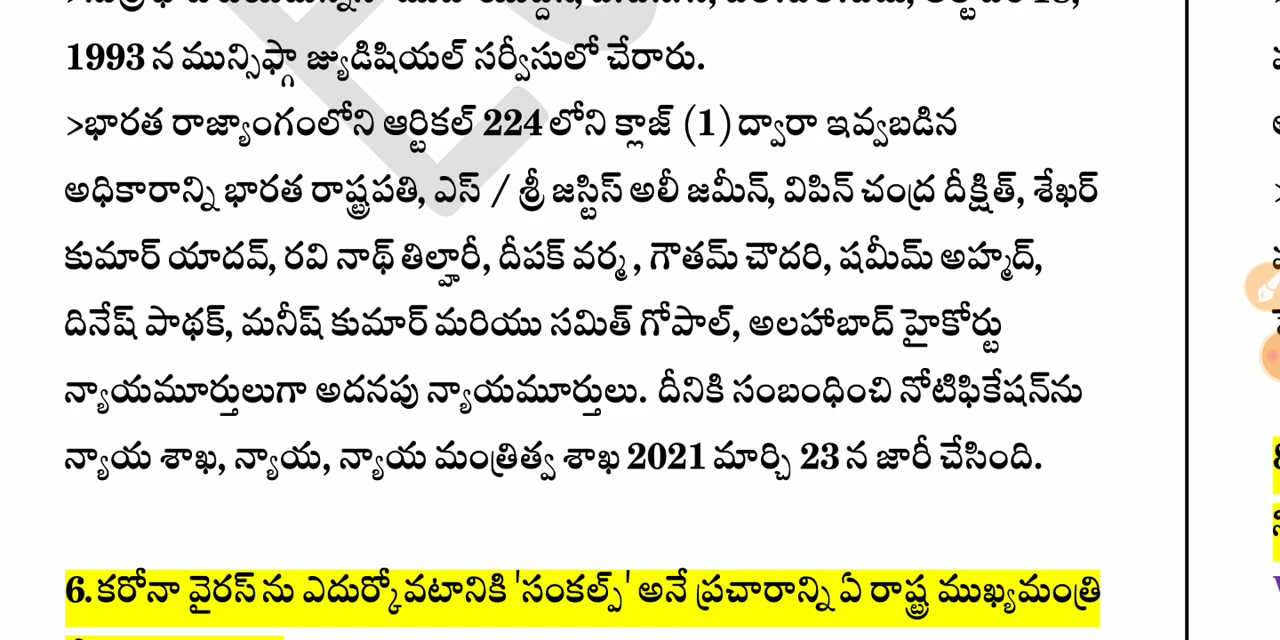 1993 న మున్సిఫ్గా జ్యుడిషియల్ సర్వీసులో చేరారు.
>భారత రాజ్యాంగంలోని ఆర్టికల్ 224 లోని క్లాజ్ (1) ద్వారా ఇవ్వబడిన
అధికారాన్ని భారత రాష్ట్రపతి, ఎస్ / శ్రీ జస్టిస్ అలీ జమీన్, విపిన్ చంద్ర దీక్షిత్, శేఖర్
కుమార్ యాదవ్, రవి నాథ్ తిల్హారీ, దీపక్ వర్మ , గౌతమ్ చౌదరి, షమీమ్ అహ్మద్,
దినేష్ పాథక్, మనీష్ కుమార్ మరియు సమిత్ గోపాల్, అలహాబాద్ హైకోర్టు
న్యాయమూర్తులుగా అదనపు న్యాయమూర్తులు. దీనికి సంబంధించి నోటిఫికేషన్‌ను
న్యాయ శాఖ, న్యాయ, న్యాయ మంత్రిత్వ శాఖ 2021 మార్చి 23 న జారీ చేసింది.
6. కరోనా వైరస్ ను ఎదుర్కోవటానికి 'సంకల్ప్' అనే ప్రచారాన్ని ఏ రాష్ట్ర ముఖ్యమంత్రి